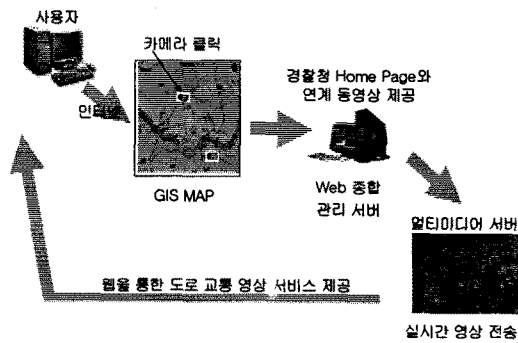 사용자
카메라 클릭
인터넷
GIS MAP
경찰청 Home Page와
연계 동영상 제공
Web 종합
관리 서버
멀티미디어 서버
실시간 영상 전송
웹을 통한 도로 교통 영상 서비스 제공